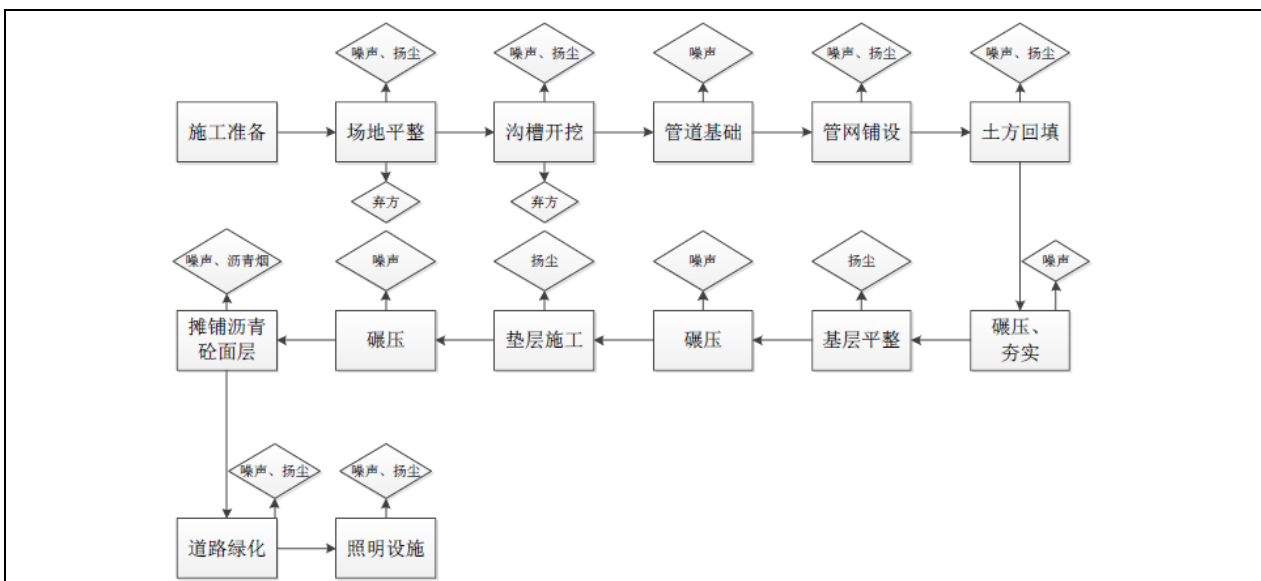 噪声、扬尘
噪声、扬尘
噪声
噪声、扬尘
噪声、扬尘
施工准备
场地平整
沟槽开挖
管道基础
管网铺设
土方回填
弃方
弃方
噪声、沥青烟
噪声
扬尘
噪声
扬尘
噪声
摊铺沥青
砼面层
碾压
垫层施工
碾压
基层平整
碾压、
夯实
噪声、扬尘
噪声、扬尘
道路绿化
照明设施